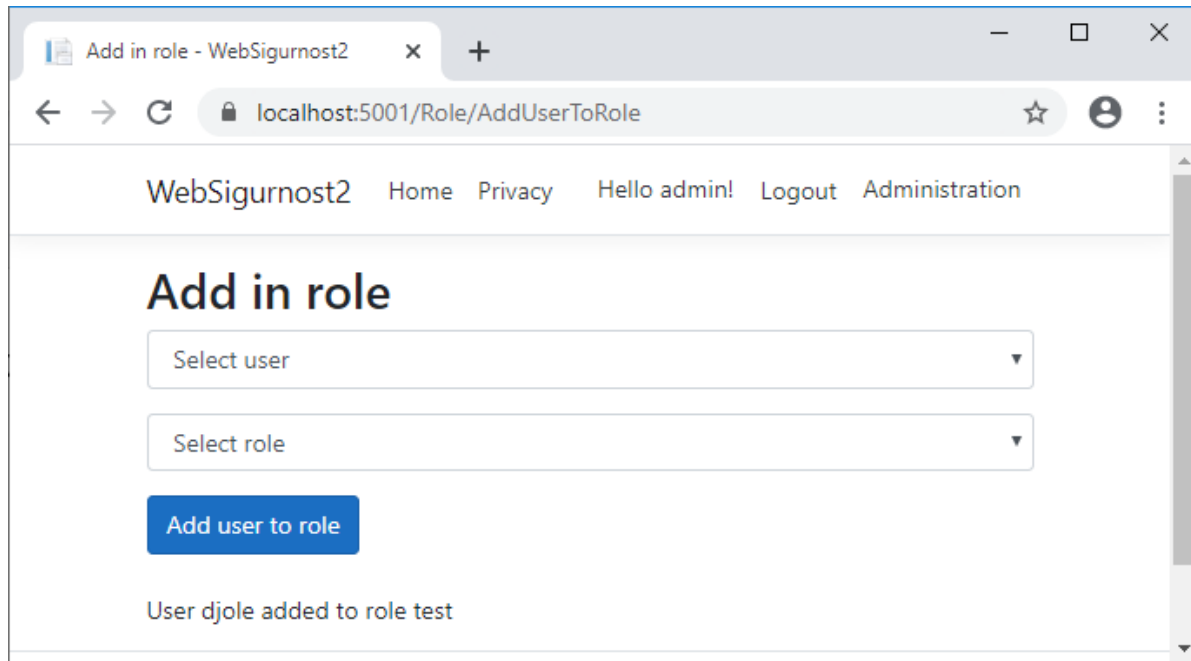 Add in role - WebSigurnost2
localhost:5001/Role/AddUserToRole
WebSigurnost2 Home Privacy Hello admin! Logout Administration
Add in role
Select user
Select role
Add user to role
User djole added to role test